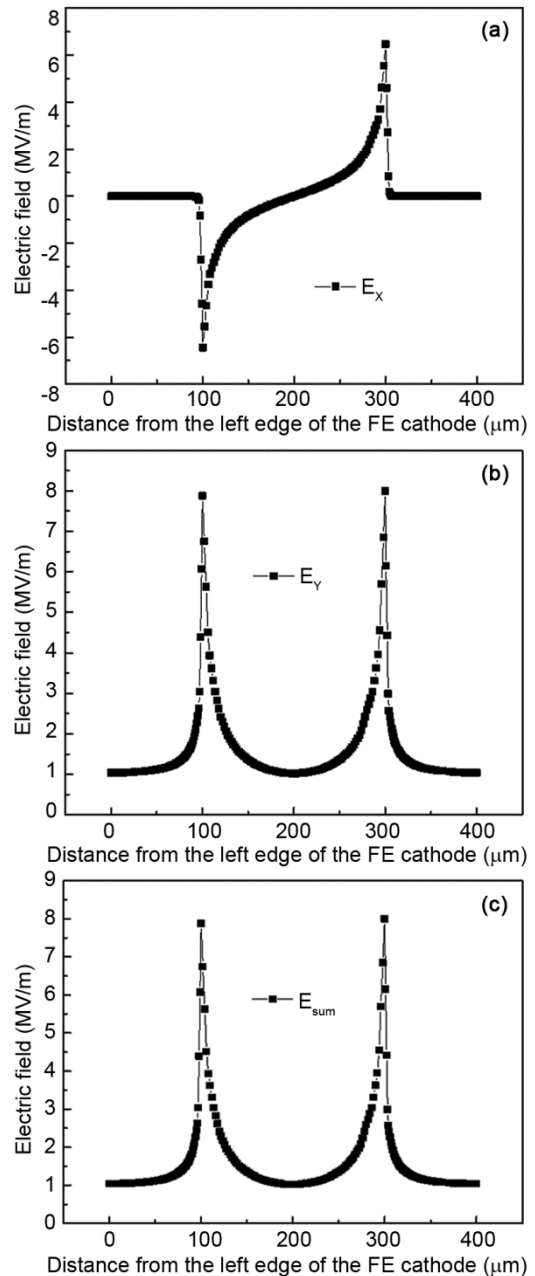 (a)
8
6
4
2
0
-2
-4
-6
-8
Electric field (MV/m)
E_X
0 100 200 300 400
Distance from the left edge of the FE cathode (μm)
(b)
9
8
7
6
5
4
3
2
1
0
Electric field (MV/m)
E_Y
0 100 200 300 400
Distance from the left edge of the FE cathode (μm)
(c)
9
8
7
6
5
4
3
2
1
0
Electric field (MV/m)
E_sum
0 100 200 300 400
Distance from the left edge of the FE cathode (μm)